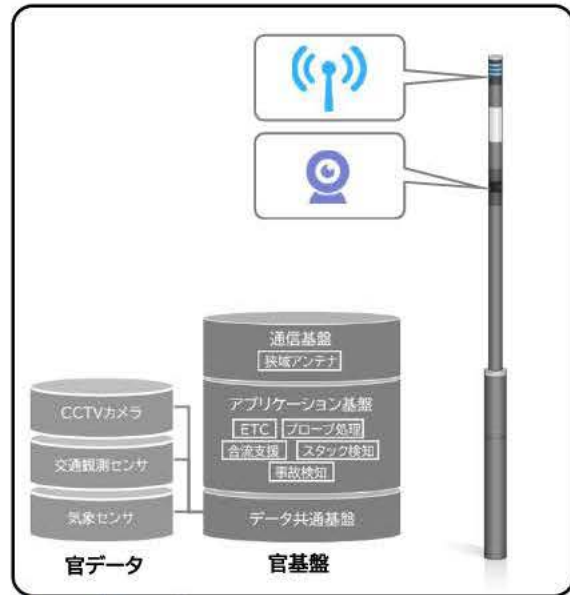 通信基盤
狭域アンテナ
アプリケーション基盤
ETC プローブ処理
合流支援 スタック検知
事故検知
データ共通基盤
官基盤
CCTVカメラ
交通観測センサ
気象センサ
官データ